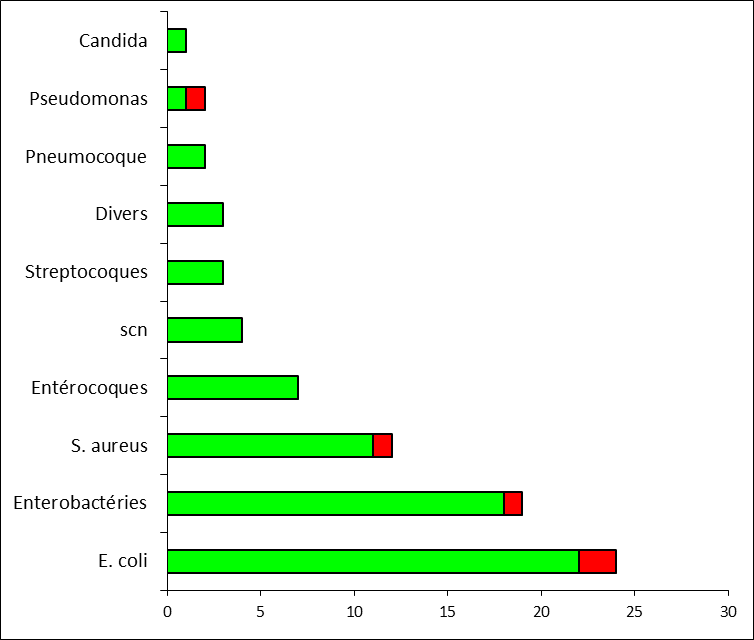 Candida
Pseudomonas
Pneumocoque
Divers
Streptocoques
scn
Entérocoques
S. aureus
Enterobactéries
E. coli
0 5 10 15 20 25 30